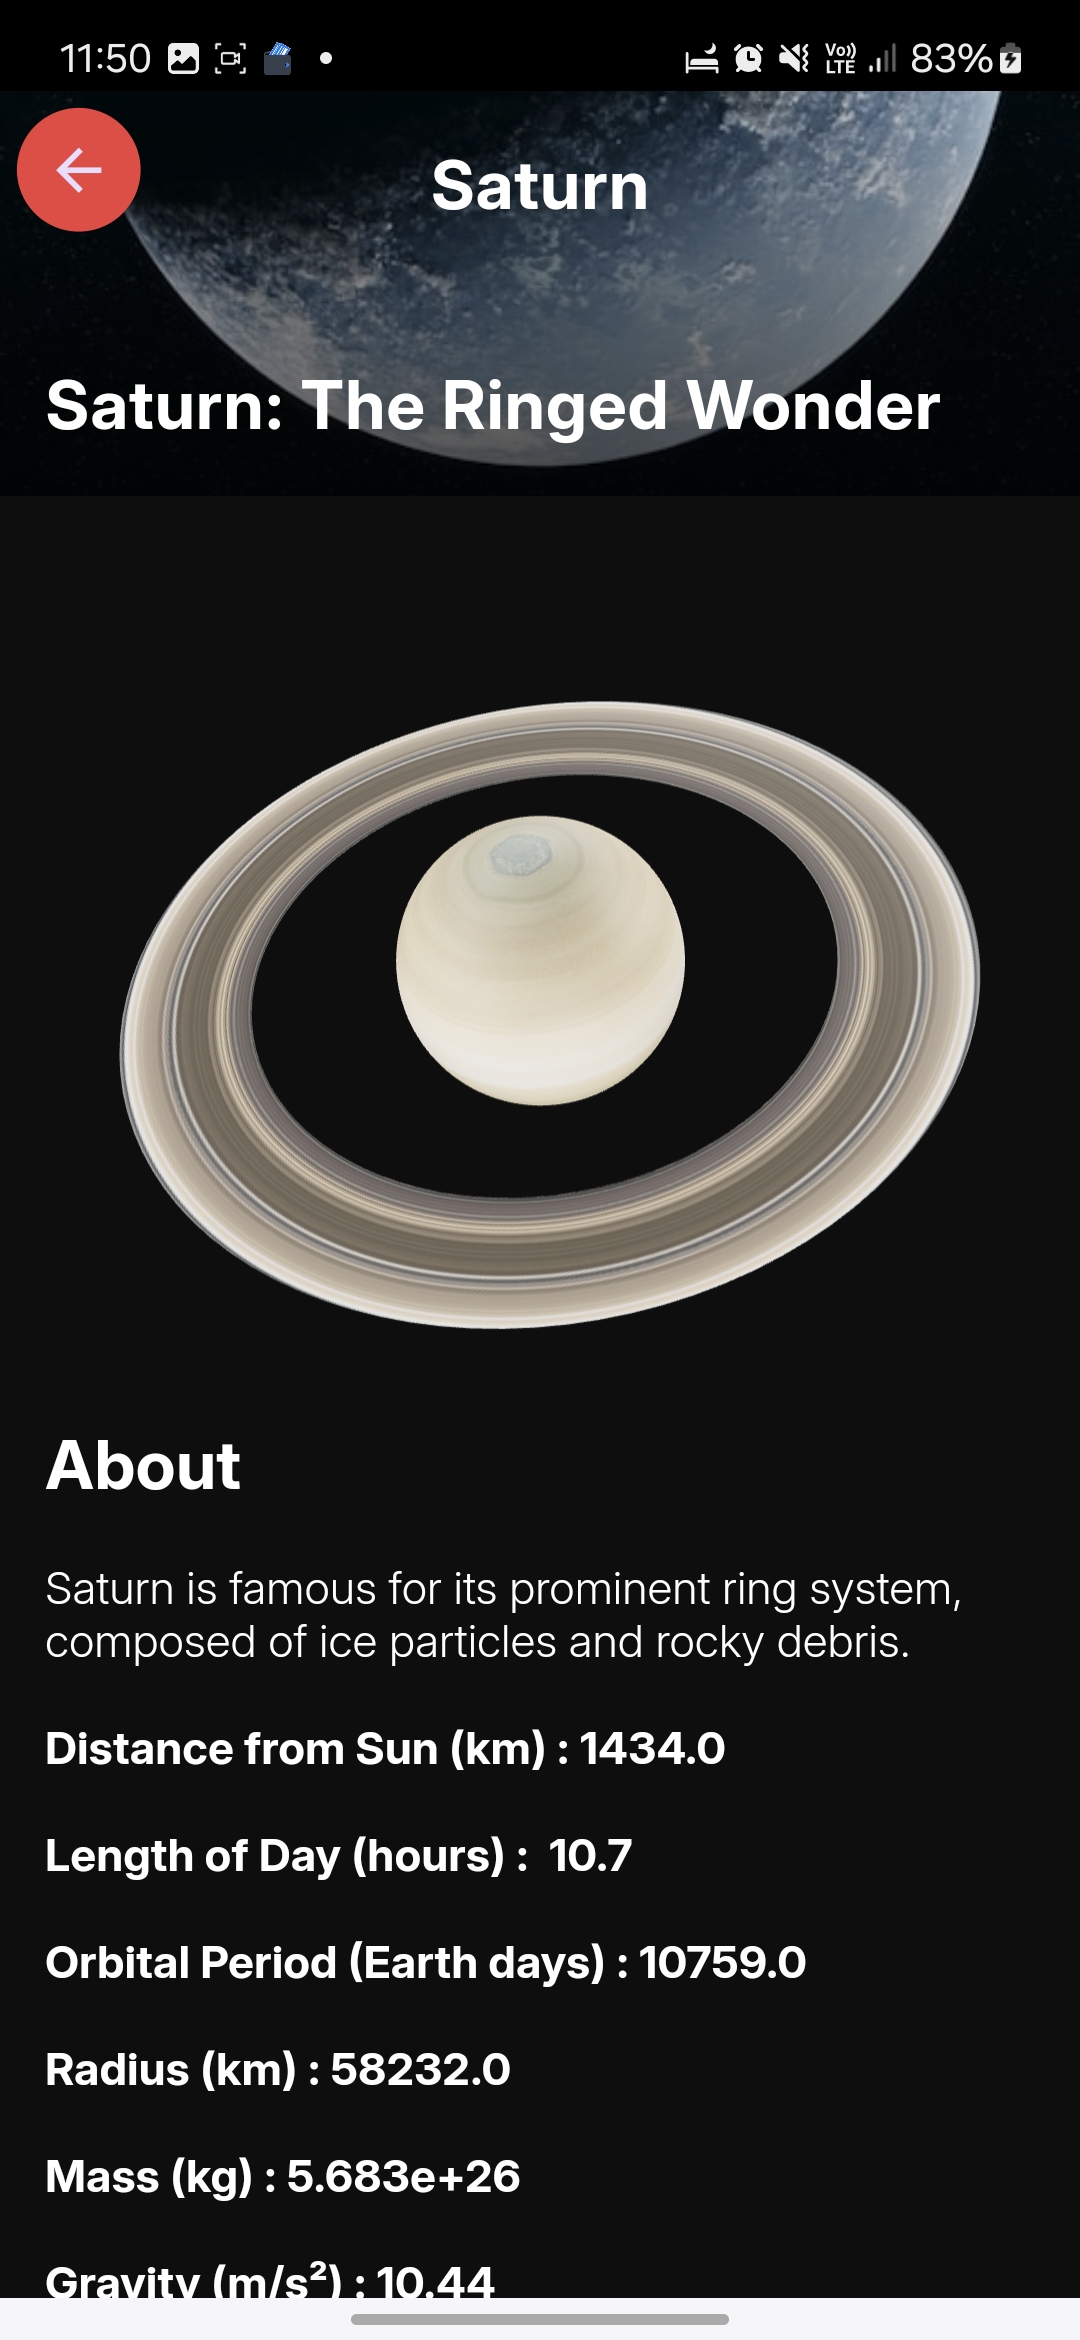 11:50 Vo)) LTE 83%
Saturn
Saturn: The Ringed Wonder
About
Saturn is famous for its prominent ring system,
composed of ice particles and rocky debris.
Distance from Sun (km) : 1434.0
Length of Day (hours) :  10.7
Orbital Period (Earth days) : 10759.0
Radius (km) : 58232.0
Mass (kg) : 5.683e+26
Gravity (m/s²) : 10.44